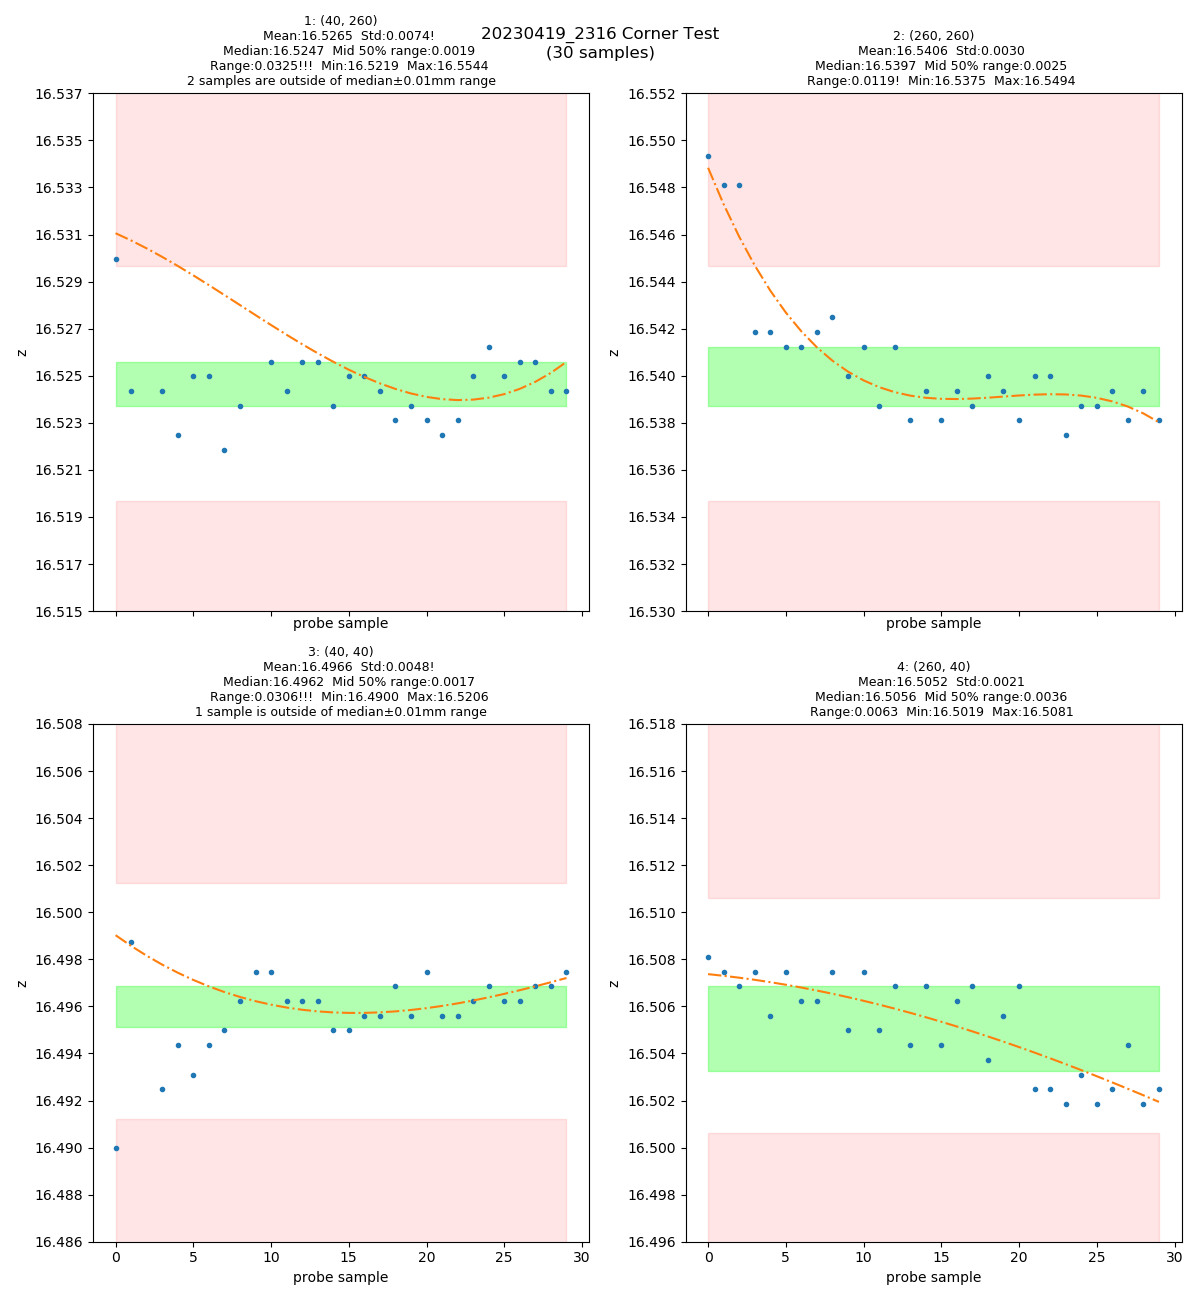 20230419_2316 Corner Test
(30 samples)
1: (40, 260)
Mean:16.5265 Std:0.0074!
Median:16.5247 Mid 50% range:0.0019
Range:0.0325!!! Min:16.5219 Max:16.5544
2 samples are outside of median±0.01mm range
16.537
16.535
16.533
16.531
16.529
16.527
16.525
16.523
16.521
16.519
16.517
16.515
z
probe sample
2: (260, 260)
Mean:16.5406 Std:0.0030
Median:16.5397 Mid 50% range:0.0025
Range:0.0119! Min:16.5375 Max:16.5494
16.552
16.550
16.548
16.546
16.544
16.542
16.540
16.538
16.536
16.534
16.532
16.530
z
probe sample
3: (40, 40)
Mean:16.4966 Std:0.0048!
Median:16.4962 Mid 50% range:0.0017
Range:0.0306!!! Min:16.4900 Max:16.5206
1 sample is outside of median±0.01mm range
16.508
16.506
16.504
16.502
16.500
16.498
16.496
16.494
16.492
16.490
16.488
16.486
z
0 5 10 15 20 25 30
probe sample
4: (260, 40)
Mean:16.5052 Std:0.0021
Median:16.5056 Mid 50% range:0.0036
Range:0.0063 Min:16.5019 Max:16.5081
16.518
16.516
16.514
16.512
16.510
16.508
16.506
16.504
16.502
16.500
16.498
16.496
z
0 5 10 15 20 25 30
probe sample